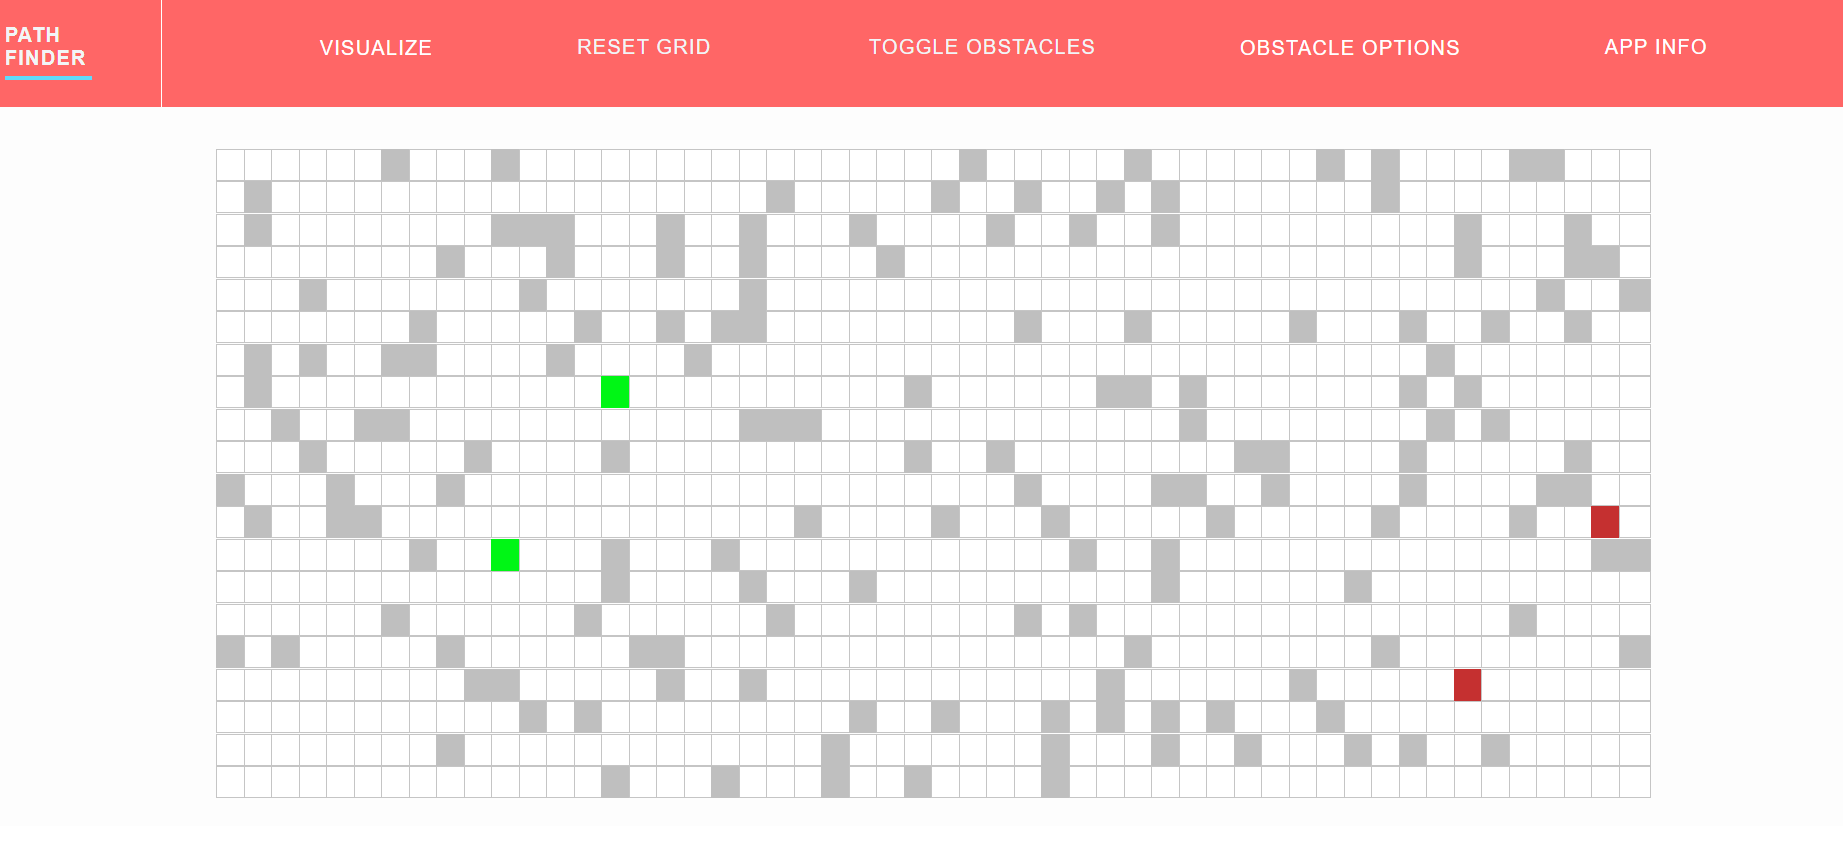 PATH
FINDER
VISUALIZE
RESET GRID
TOGGLE OBSTACLES
OBSTACLE OPTIONS
APP INFO